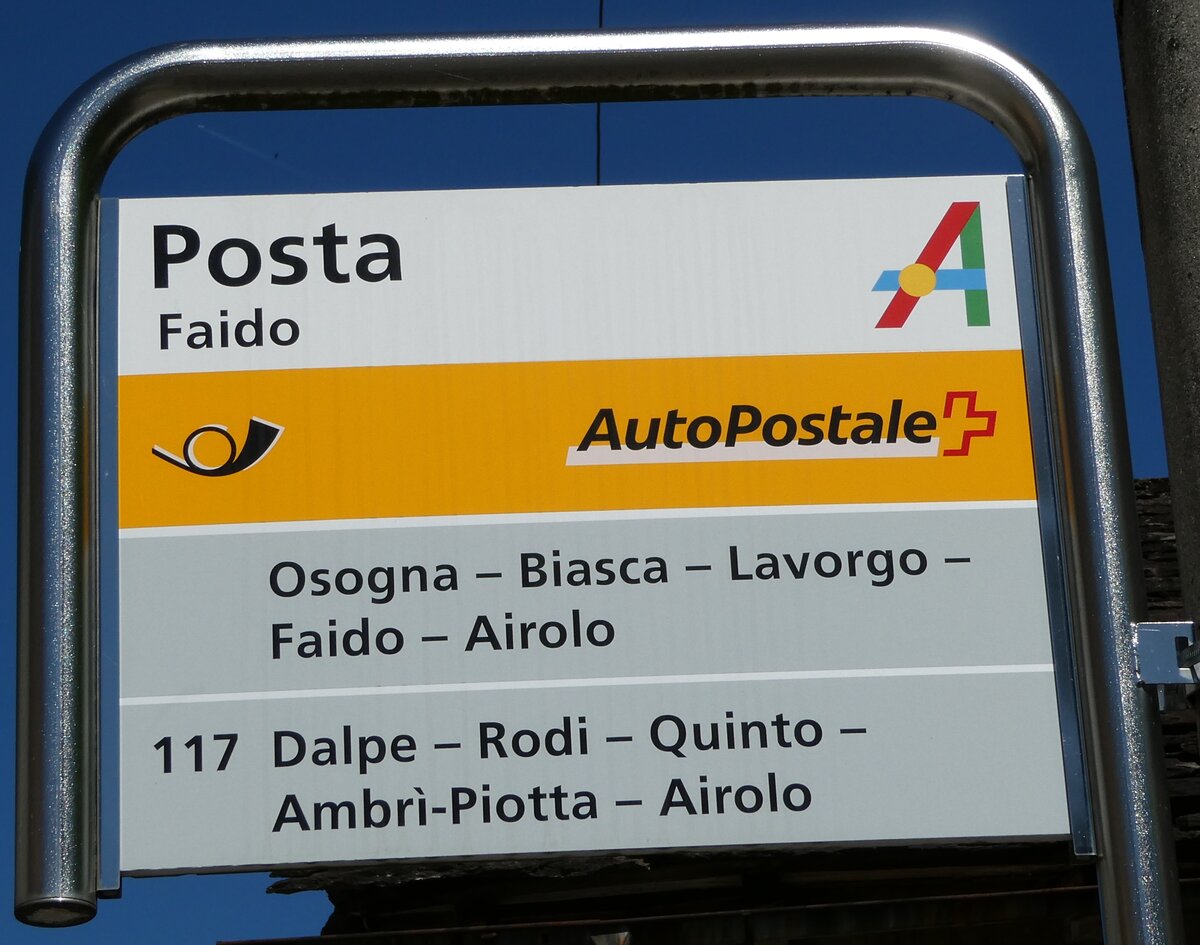 Posta
Faido
AutoPostale
Osogna – Biasca – Lavorgo –
Faido – Airolo
117 Dalpe – Rodi – Quinto –
Ambrì-Piotta – Airolo